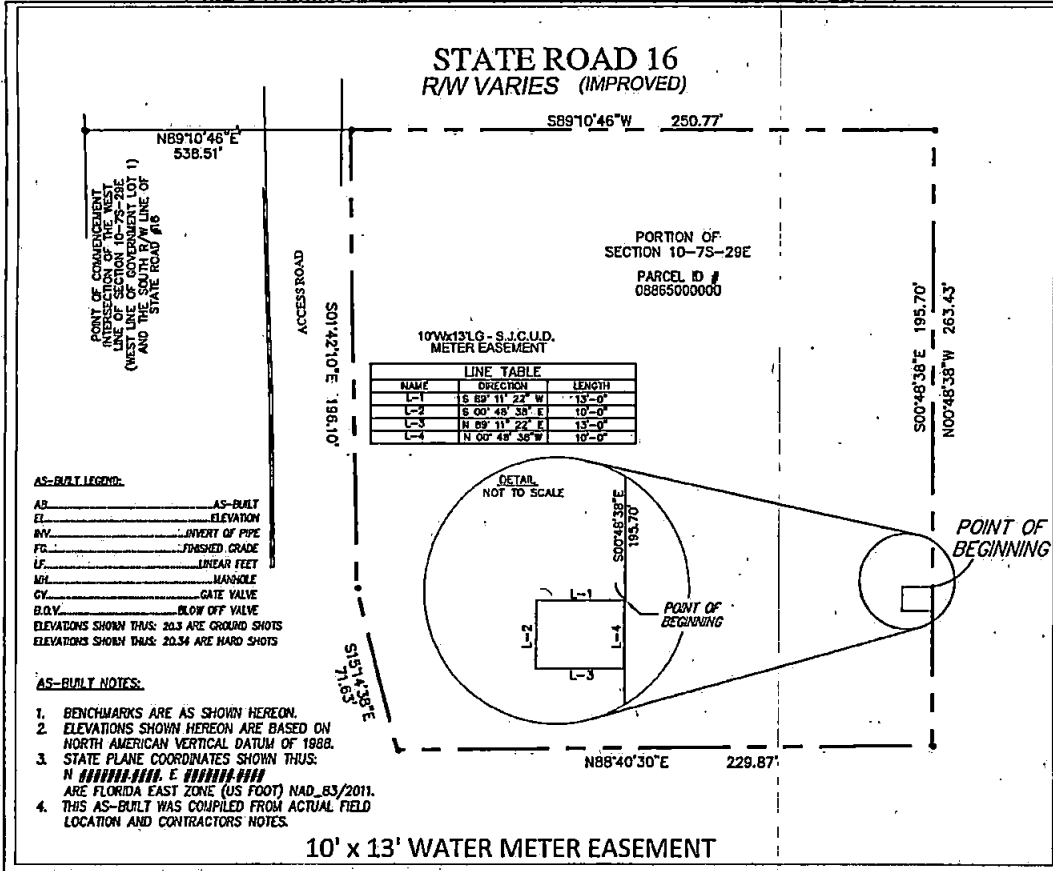 STATE ROAD 16
R/W VARIES (IMPROVED)
N89°10'46"E
538.51'
S89°10'46"W 250.77'
POINT OF COMMENCEMENT
INTERSECTION OF THE WEST
LINE OF SECTION 10-7S-29E
(WEST LINE OF GOVERNMENT LOT 1)
AND THE SOUTH R/W LINE OF
STATE ROAD #16
ACCESS ROAD
S01°42'10"E 196.10'
PORTION OF
SECTION 10-7S-29E
PARCEL ID #
08865000000
S00°48'38"E 195.70'
N00°48'38"W 263.43'
10'Wx13'LG - S.J.C.U.D.
METER EASEMENT
LINE TABLE
NAME DIRECTION LENGTH
L-1 S 89° 11' 22" W 13'-0"
L-2 S 00° 48' 38" E 10'-0"
L-3 N 89° 11' 22" E 13'-0"
L-4 N 00° 48' 38" W 10'-0"
DETAIL
NOT TO SCALE
S00°48'38"E
195.70'
L-1
L-2
L-4
L-3
POINT OF
BEGINNING
POINT OF
BEGINNING
AS-BUILT LEGEND:
AB AS-BUILT
EL ELEVATION
INV INVERT OF PIPE
FG FINISHED GRADE
LF LINEAR FEET
MH MANHOLE
GV GATE VALVE
B.O.V. BLOW OFF VALVE
ELEVATIONS SHOWN THUS: 20.3 ARE GROUND SHOTS
ELEVATIONS SHOWN THUS: 20.34 ARE HARD SHOTS
S15°14'38"E
71.63'
AS-BUILT NOTES:
1. BENCHMARKS ARE AS SHOWN HEREON.
2. ELEVATIONS SHOWN HEREON ARE BASED ON
NORTH AMERICAN VERTICAL DATUM OF 1988.
3. STATE PLANE COORDINATES SHOWN THUS:
N #######.####, E ######.####
ARE FLORIDA EAST ZONE (US FOOT) NAD_83/2011.
4. THIS AS-BUILT WAS COMPILED FROM ACTUAL FIELD
LOCATION AND CONTRACTORS NOTES.
N88°40'30"E 229.87'
10' x 13' WATER METER EASEMENT